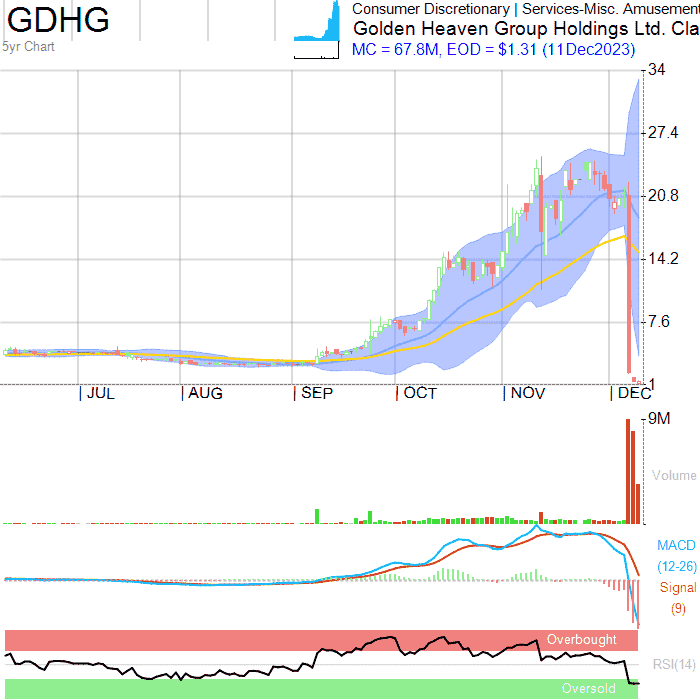 GDHG
5yr Chart
Consumer Discretionary | Services-Misc. Amusement
Golden Heaven Group Holdings Ltd. Cla
MC = 67.8M, EOD = $1.31 (11Dec2023)
34
27.4
20.8
14.2
7.6
1
JUL AUG SEP OCT NOV DEC
9M
Volume
MACD
(12-26)
Signal
(9)
Overbought
RSI(14)
Oversold